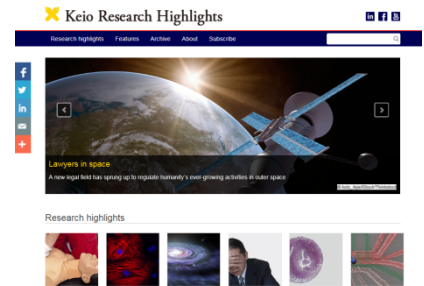 Keio Research Highlights
Research highlights Features Archive About Subscribe
Lawyers in space
A new legal field has sprung up to regulate humanity's ever-growing activities in outer space
Research highlights